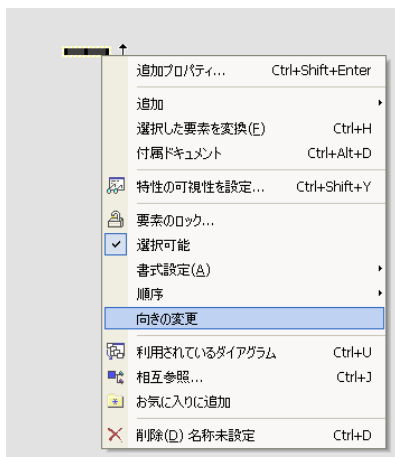 追加プロパティ... Ctrl+Shift+Enter
追加
選択した要素を変換(F) Ctrl+H
付属ドキュメント Ctrl+Alt+D
特性の可視性を設定... Ctrl+Shift+Y
要素のロック...
選択可能
書式設定(A)
順序
向きの変更
利用されているダイアグラム Ctrl+U
相互参照... Ctrl+J
お気に入りに追加
削除(D) 名称未設定 Ctrl+D